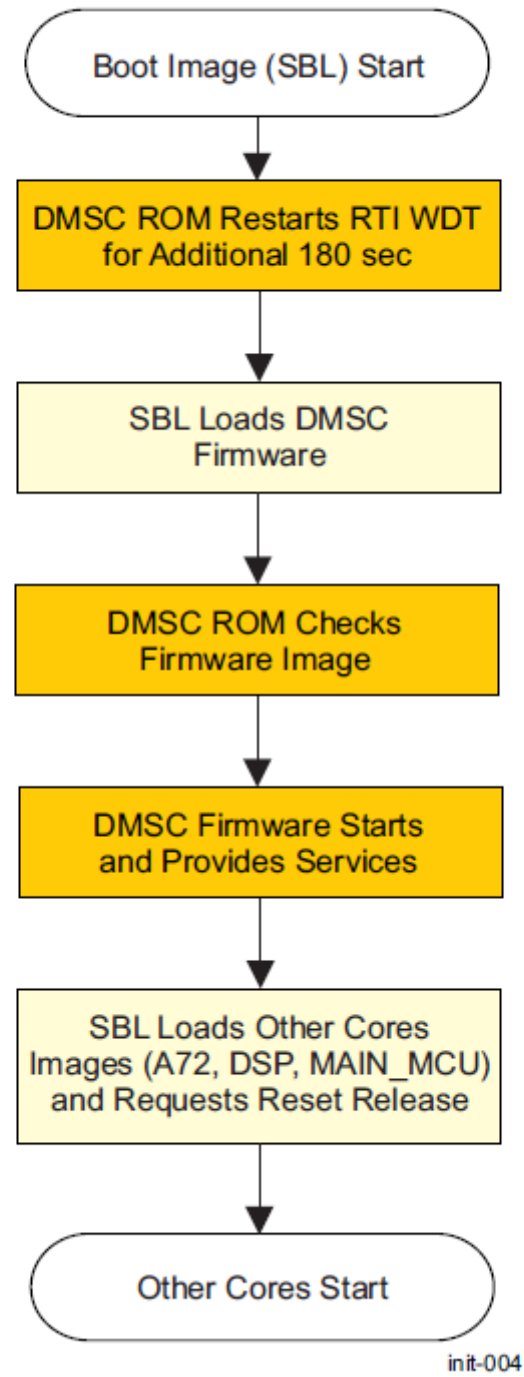 Boot Image (SBL) Start
DMSC ROM Restarts RTI WDT
for Additional 180 sec
SBL Loads DMSC
Firmware
DMSC ROM Checks
Firmware Image
DMSC Firmware Starts
and Provides Services
SBL Loads Other Cores
Images (A72, DSP, MAIN_MCU)
and Requests Reset Release
Other Cores Start
init-004